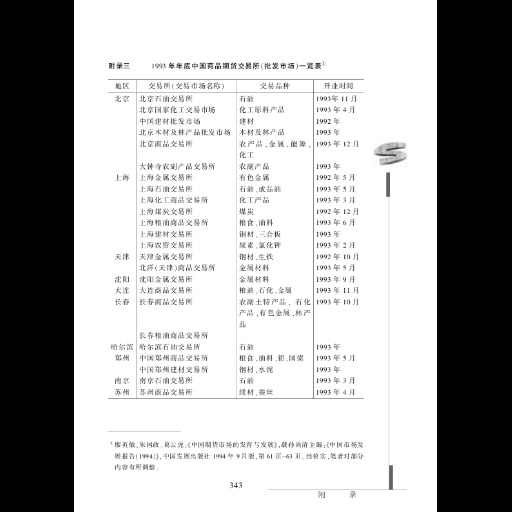 附录三 1993 年年底中国商品期货交易所(批发市场)一览表①
地区 交易所(交易市场名称) 交易品种 开业时间
北京 北京石油交易所 石油 1993年 11 月
北京国家化工交易市场 化工原料产品 1993 年 4 月
中国建材批发市场 建材 1992 年
北京木材及林产品批发市场 木材及林产品 1993 年
北京商品交易所 农产品、金属、能源、 1993 年 12 月
化工
大钟寺农副产品交易所 农副产品 1993 年
上海 上海金属交易所 有色金属 1992 年 5 月
上海石油交易所 石油、成品油 1993 年 5 月
上海化工商品交易所 化工产品 1993 年 3 月
上海煤炭交易所 煤炭 1992 年 12 月
上海粮油商品交易所 粮食、油料 1993 年 6 月
上海建材交易所 钢材、三合板 1993 年
上海农资交易所 尿素、氯化钾 1993 年 2 月
天津 天津金属交易所 钢材、生铁 1992 年 10 月
北洋(天津)商品交易所 金属材料 1993 年 5 月
沈阳 沈阳金属交易所 金属材料 1993 年 9 月
大连 大连商品交易所 粮油、石化、金属 1993 年 11 月
长春 长春商品交易所 农副土特产品、石化 1993 年 10 月
产品、有色金属、林产
品
长春粮油商品交易所
哈尔滨 哈尔滨石油交易所 石油 1993 年
郑州 中国郑州商品交易所 粮食、油料、铝、国债 1993 年 5 月
中国郑州建材交易所 钢材、水泥 1993 年
南京 南京石油交易所 石油 1993 年 3 月
苏州 苏州商品交易所 线材、蚕丝 1993 年 4 月
① 廖英敏、朱国政、葛云虎:《中国期货市场的发育与发展》,载孙尚清主编:《中国市场发
展报告(1994)》,中国发展出版社 1994 年 9 月版,第 61 页–63 页。经核实,笔者对部分
内容有所调整。
343
附 录